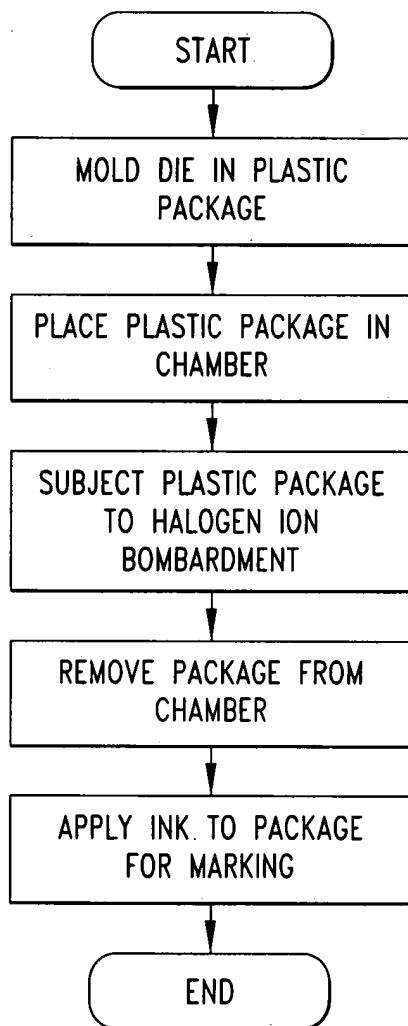 START
MOLD DIE IN PLASTIC
PACKAGE
PLACE PLASTIC PACKAGE IN
CHAMBER
SUBJECT PLASTIC PACKAGE
TO HALOGEN ION
BOMBARDMENT
REMOVE PACKAGE FROM
CHAMBER
APPLY INK TO PACKAGE
FOR MARKING
END